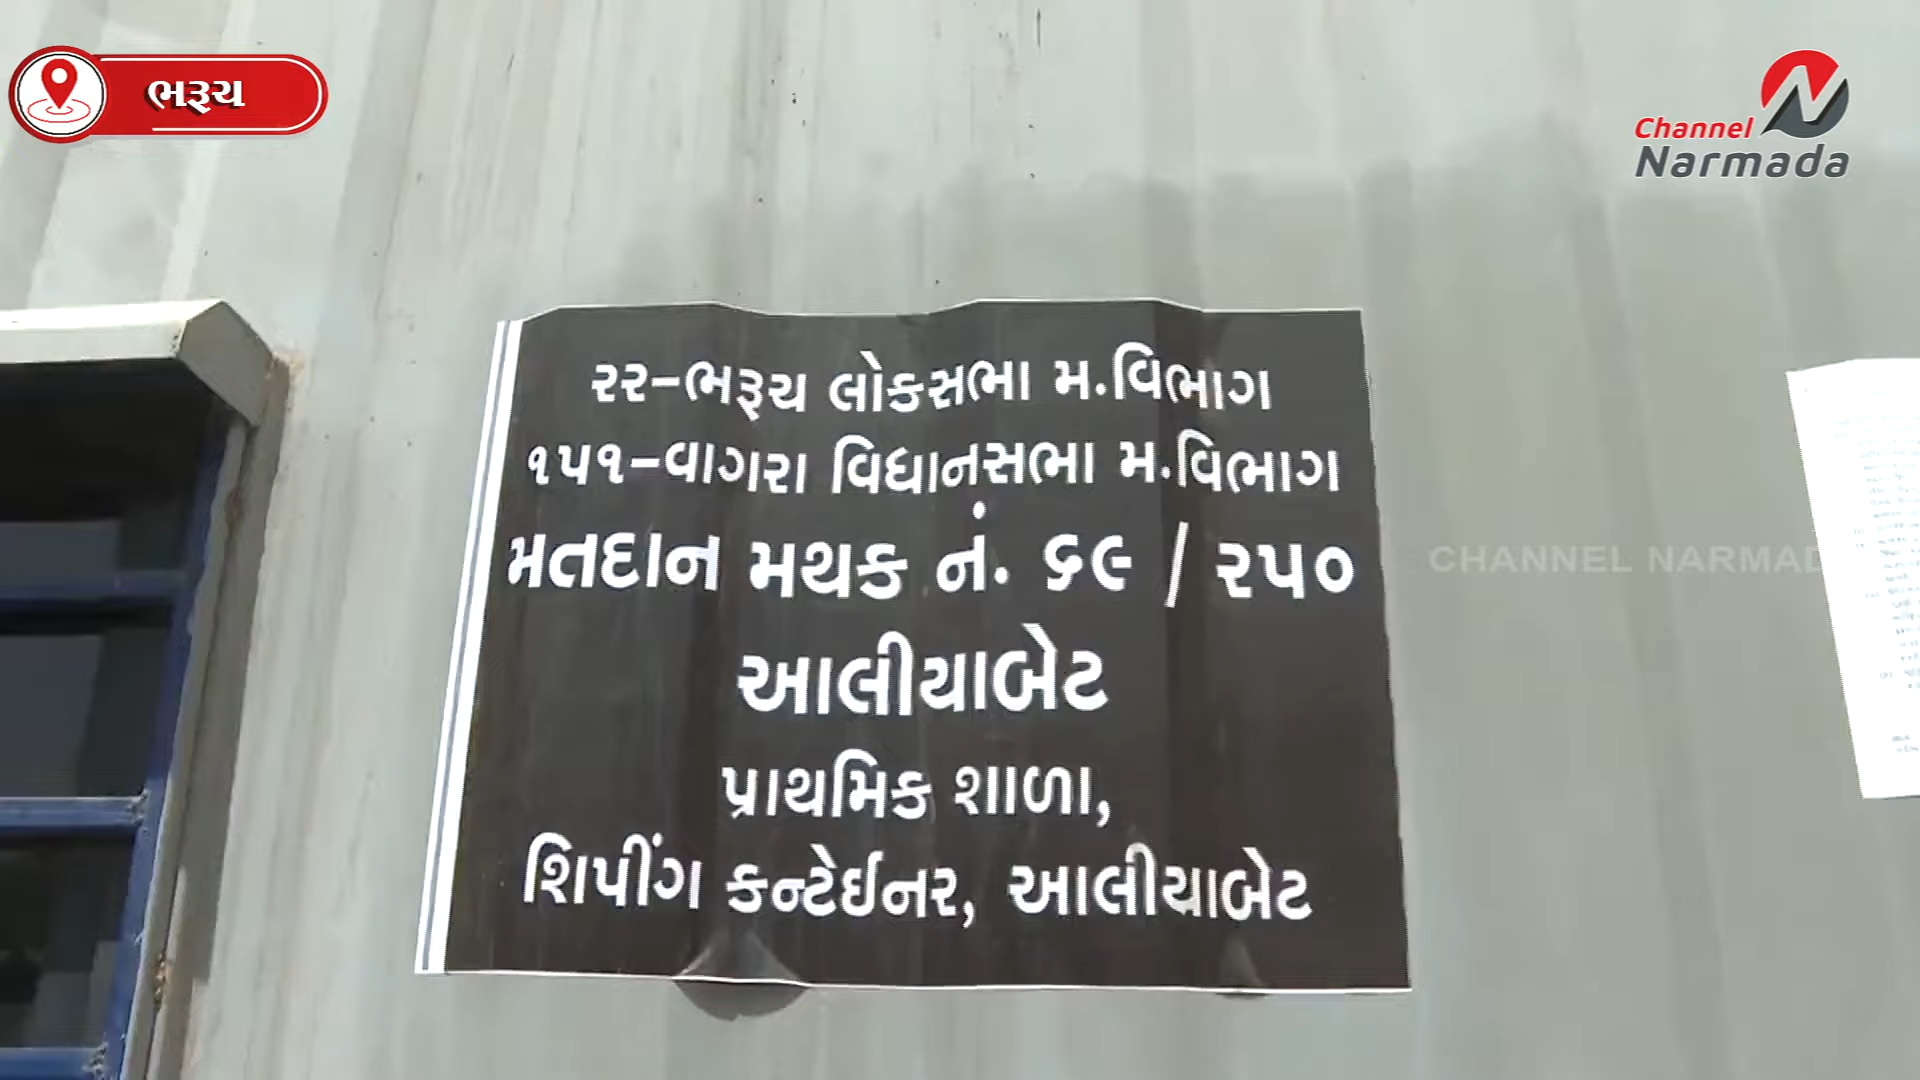 ભરૂચ
Channel
Narmada
૨૨-ભરૂચ લોકસભા મ.વિભાગ
૧૫૧-વાગરા વિધાનસભા મ.વિભાગ
મતદાન મથક નં. ૬૯ / ૨૫૦
CHANNEL NARMAD
આલીયાબેટ
પ્રાથમિક શાળા,
શિપીંગ કન્ટેઈનર, આલીયાબેટ